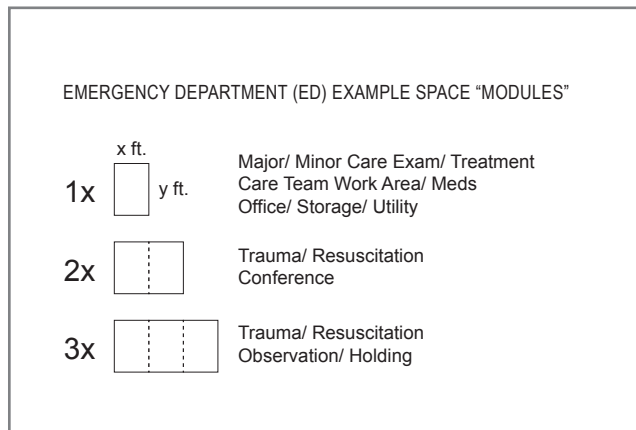 EMERGENCY DEPARTMENT (ED) EXAMPLE SPACE “MODULES”
x ft.
1x
y ft.
Major/ Minor Care Exam/ Treatment
Care Team Work Area/ Meds
Office/ Storage/ Utility
2x
Trauma/ Resuscitation
Conference
3x
Trauma/ Resuscitation
Observation/ Holding